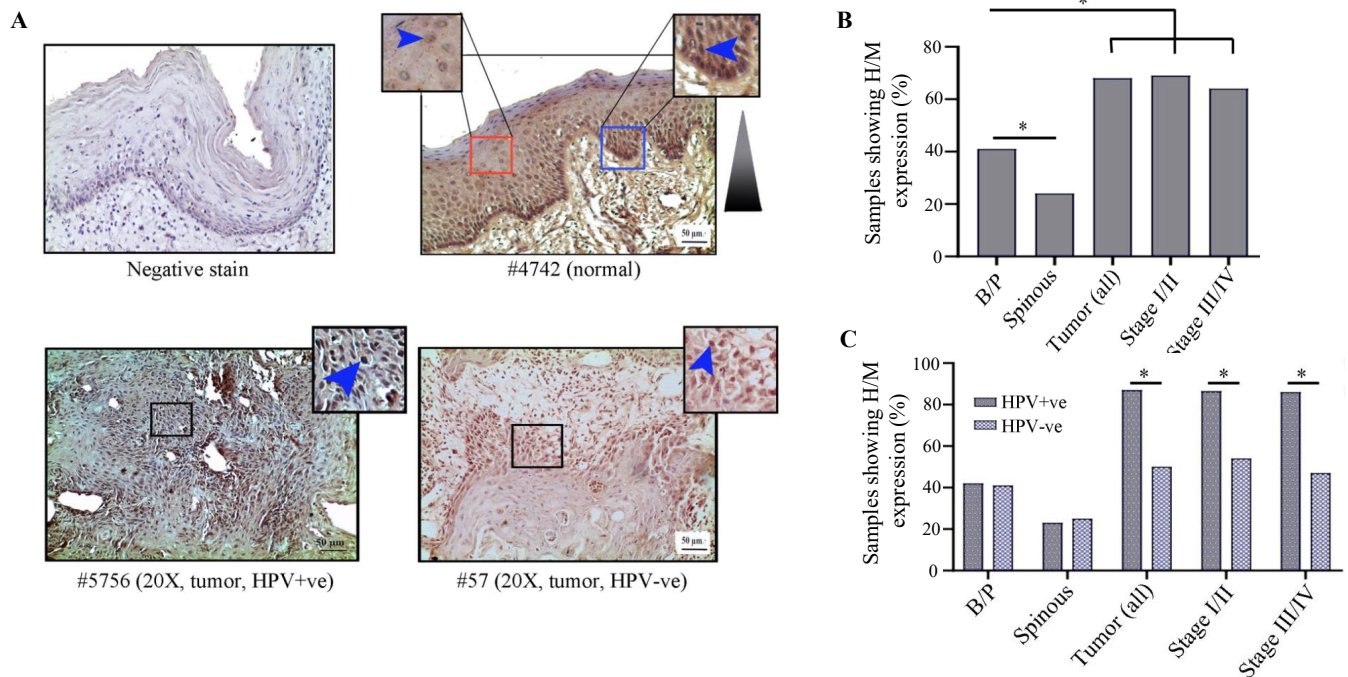 A
Negative stain
50 µm
#4742 (normal)
50 µm
#5756 (20X, tumor, HPV+ve)
50 µm
#57 (20X, tumor, HPV-ve)
B
*
*
Samples showing H/M
expression (%)
80
60
40
20
0
B/P
Spinous
Tumor (all)
Stage I/II
Stage III/IV
C
Samples showing H/M
expression (%)
100
80
60
40
20
0
HPV+ve
HPV-ve
*
*
*
B/P
Spinous
Tumor (all)
Stage I/II
Stage III/IV